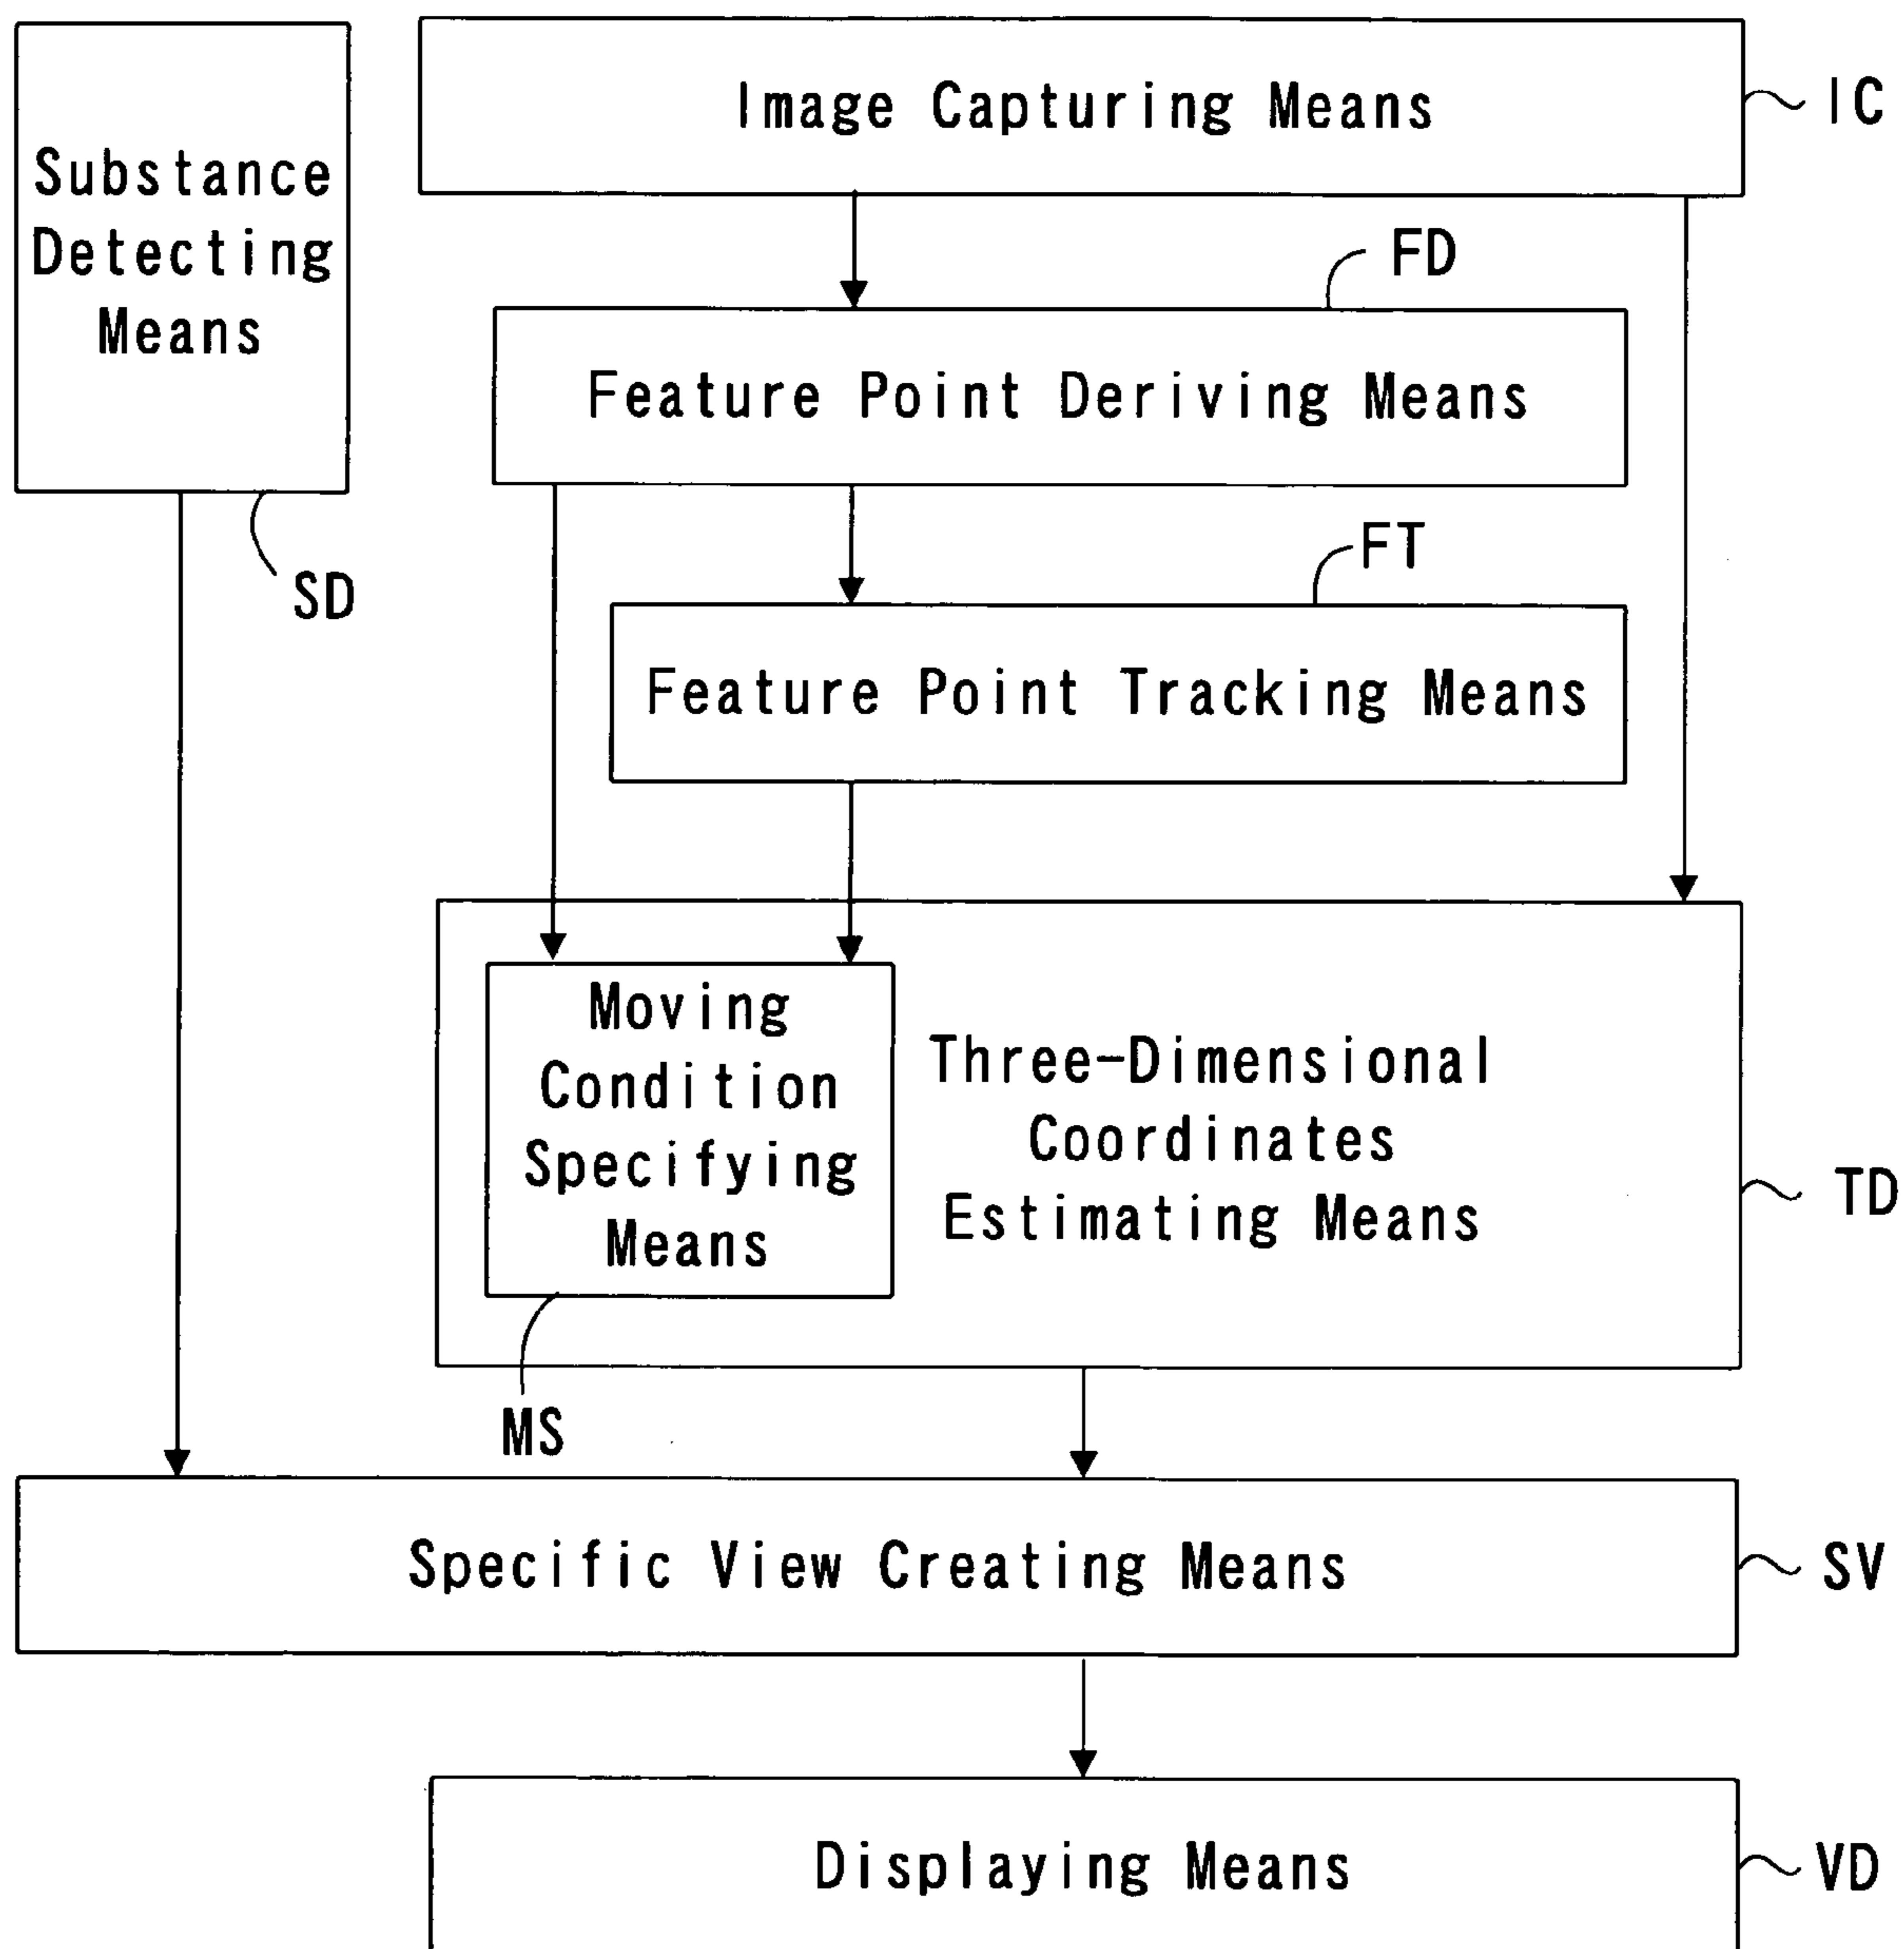 Substance
Detecting
Means
SD
Image Capturing Means
IC
FD
Feature Point Deriving Means
FT
Feature Point Tracking Means
Moving
Condition
Specifying
Means
MS
Three-Dimensional
Coordinates
Estimating Means
TD
Specific View Creating Means
SV
Displaying Means
VD